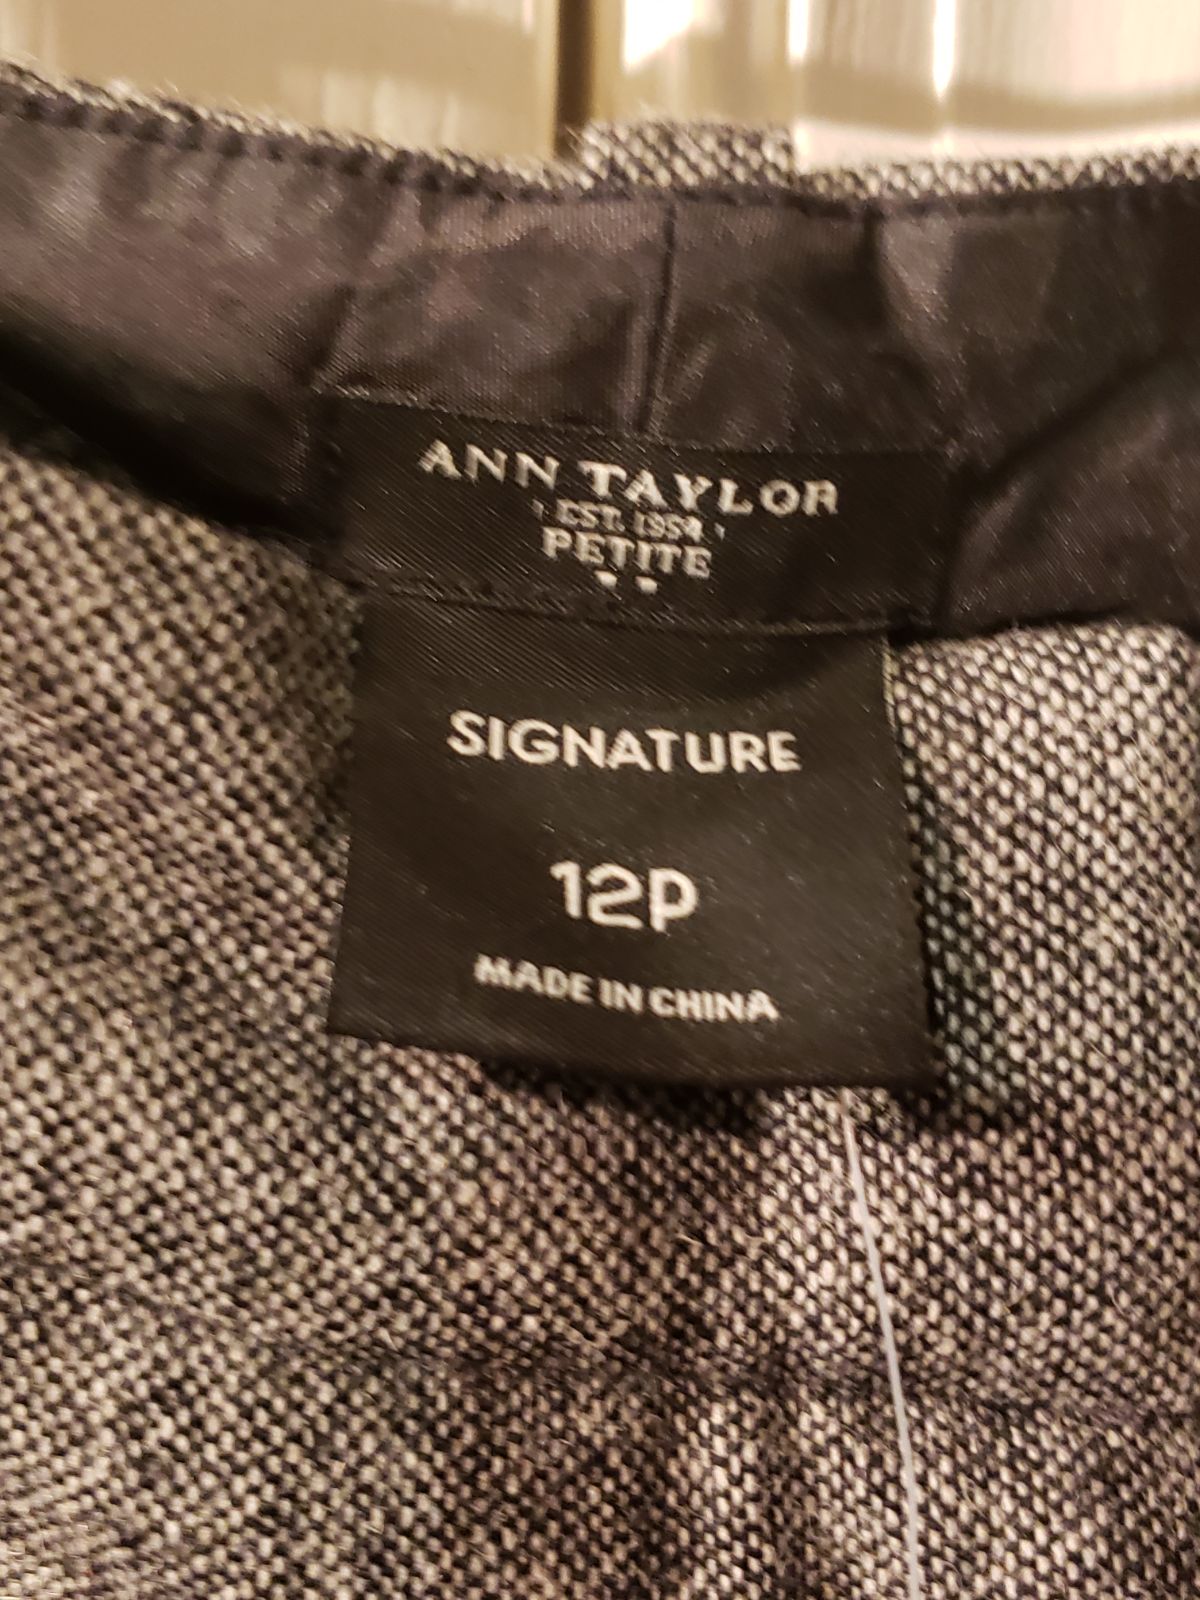 ANN TAYLOR
EST. 1954
PETITE
SIGNATURE
12P
MADE IN CHINA